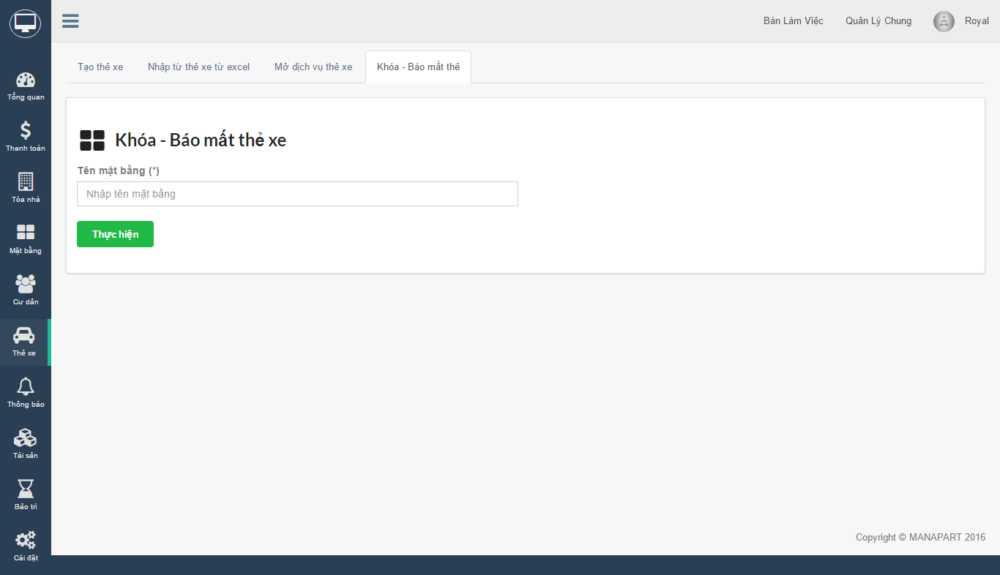 Bàn Làm Việc
Quản Lý Chung
Royal
Tổng quan
Thanh toán
Tòa nhà
Mặt bằng
Cư dân
Thẻ xe
Thông báo
Tài sản
Bảo trì
Cài đặt
Tạo thẻ xe
Nhập từ thẻ xe từ excel
Mở dịch vụ thẻ xe
Khóa - Báo mất thẻ
Khóa - Báo mất thẻ xe
Tên mặt bằng (*)
Nhập tên mặt bằng
Thực hiện
Copyright © MANAPART 2016